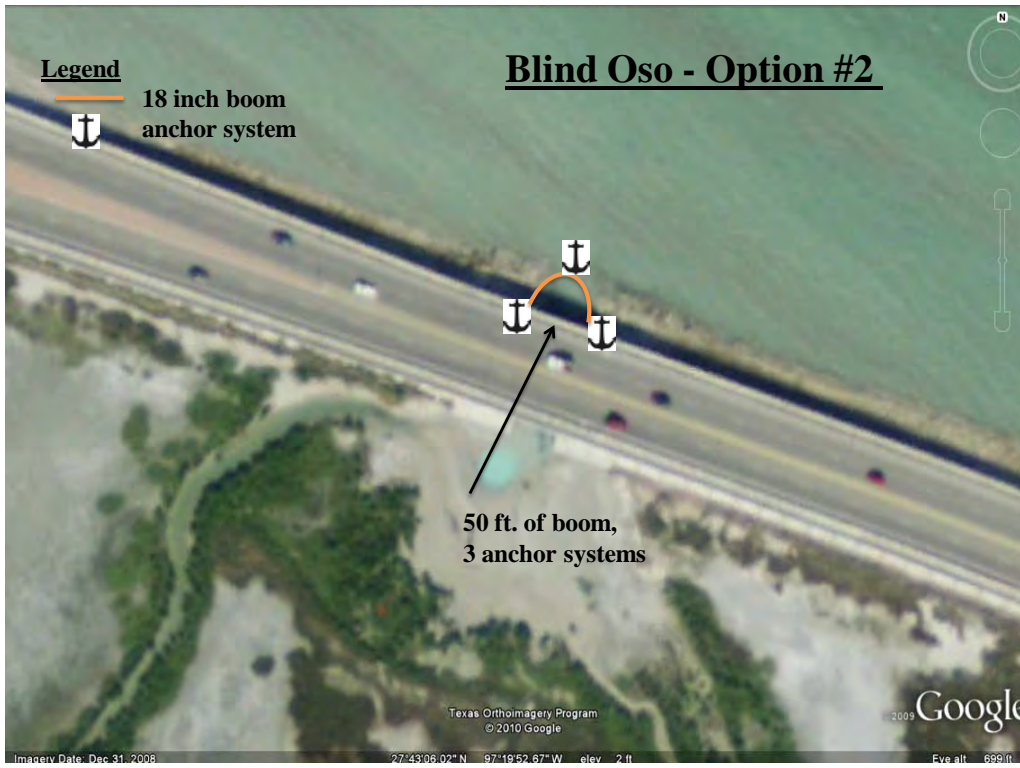 Legend
18 inch boom
anchor system
Blind Oso - Option #2
N
50 ft. of boom,
3 anchor systems
Texas Orthoimagery Program
© 2010 Google
2009 Google
Imagery Date: Dec 31, 2008 27°43'06.02" N 97°19'52.67" W elev 2 ft Eye alt 699 ft